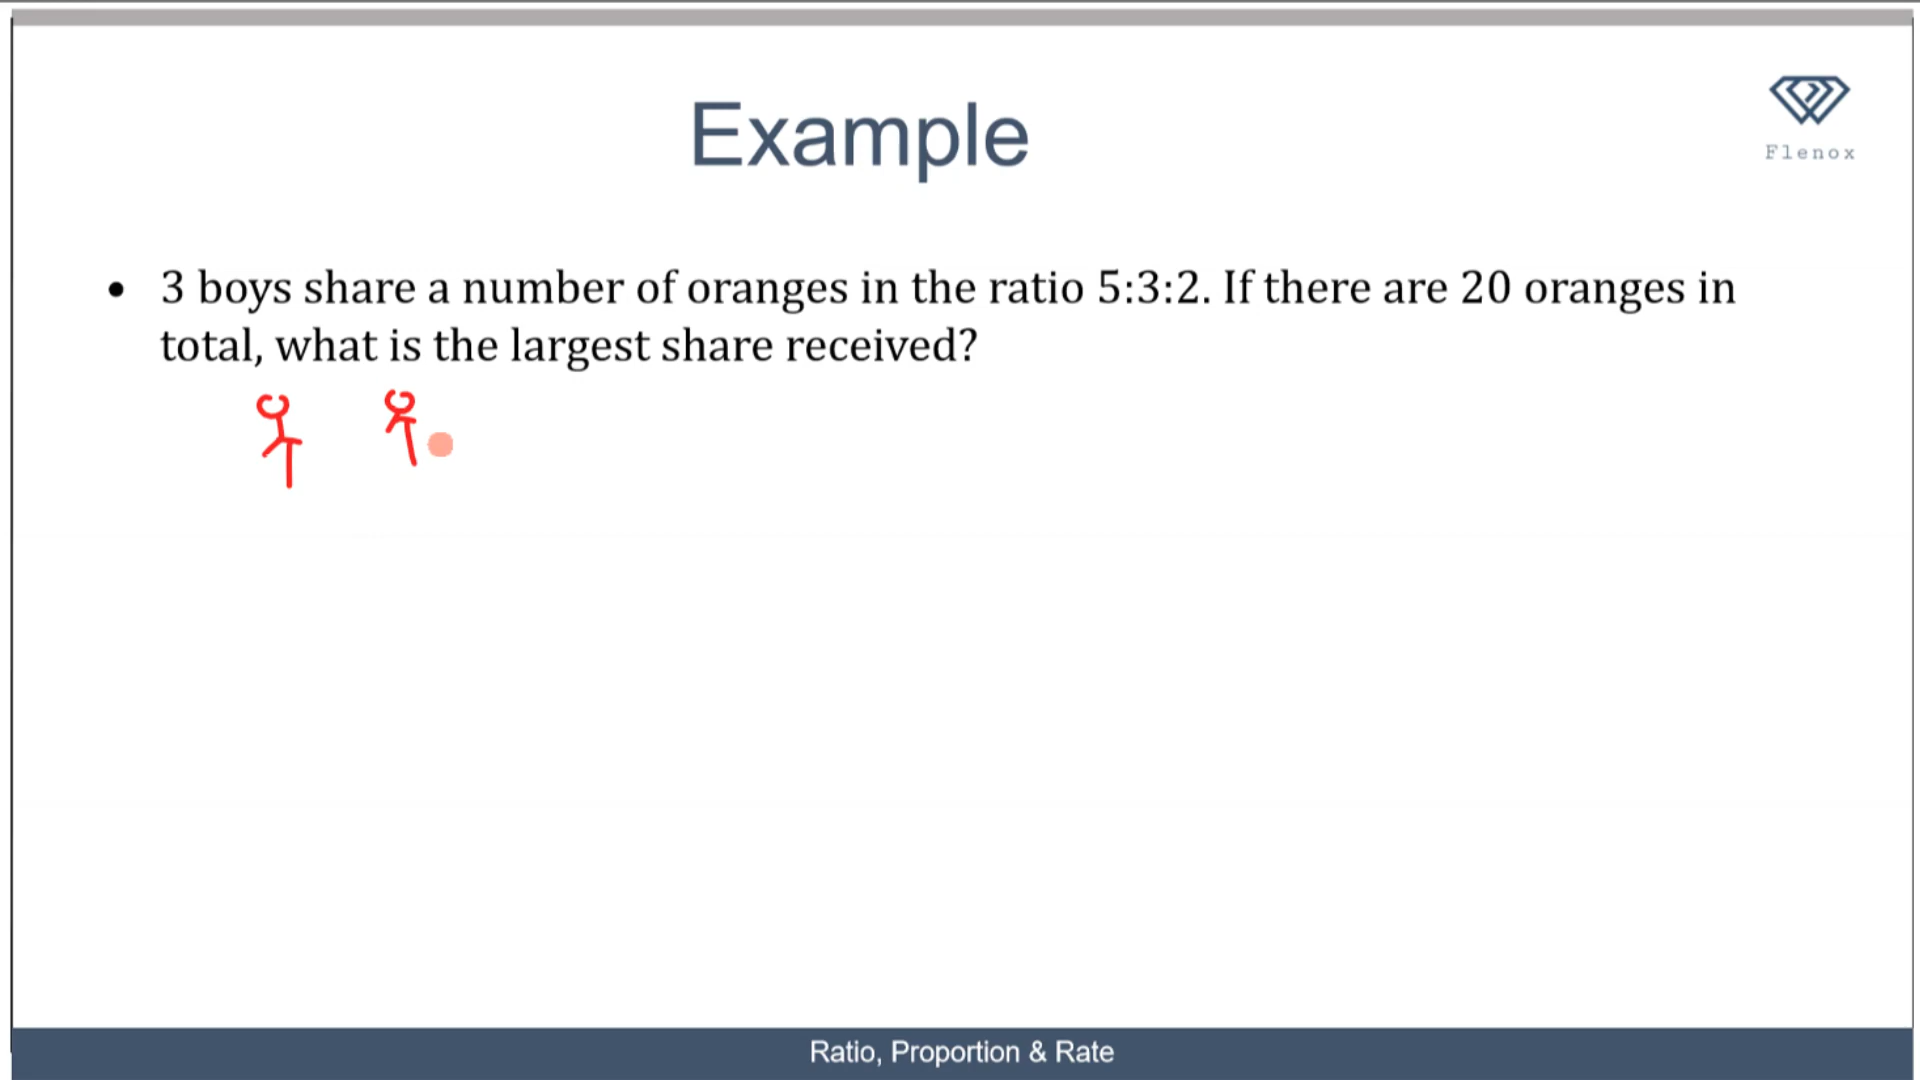 Example
Flenox
• 3 boys share a number of oranges in the ratio 5:3:2. If there are 20 oranges in
total, what is the largest share received?
Ratio, Proportion & Rate